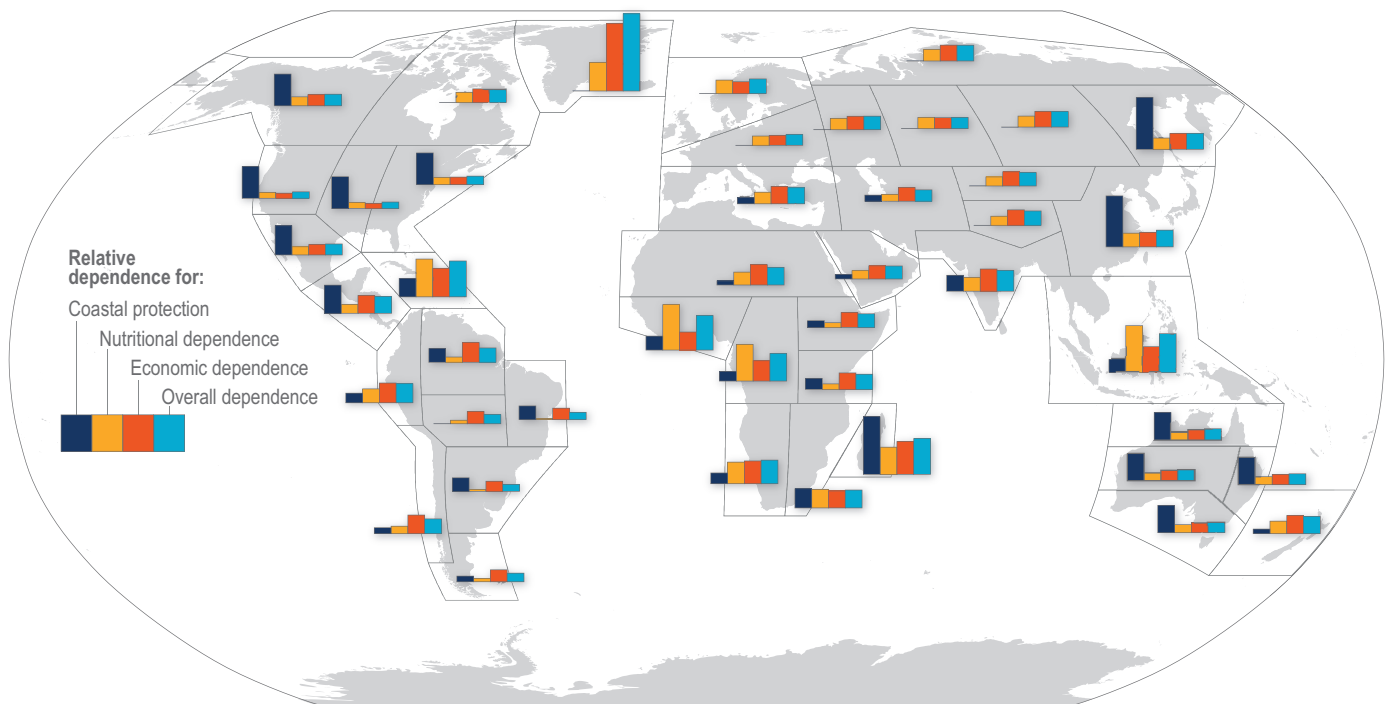 Relative
dependence for:
Coastal protection
Nutritional dependence
Economic dependence
Overall dependence